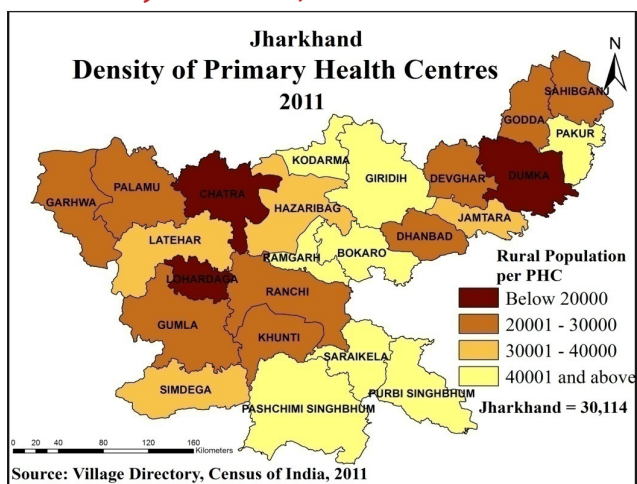 Jharkhand
Density of Primary Health Centres
2011
N
SAHIBGANJ
GODDA
PAKUR
KODARMA
GIRIDIH
DEVGHAR
DUMKA
GARHWA
PALAMU
CHATRA
HAZARIBAG
JAMTARA
LATEHAR
RAMGARH
BOKARO
DHANBAD
LOHARDAGA
RANCHI
GUMLA
KHUNTI
SARAIKELA
SIMDEGA
PASHCHIMI SINGHBHUM
PURBI SINGHBHUM
Rural Population
per PHC
Below 20000
20001 - 30000
30001 - 40000
40001 and above
Jharkhand = 30,114
0 20 40 80 120 160
Kilometers
Source: Village Directory, Census of India, 2011